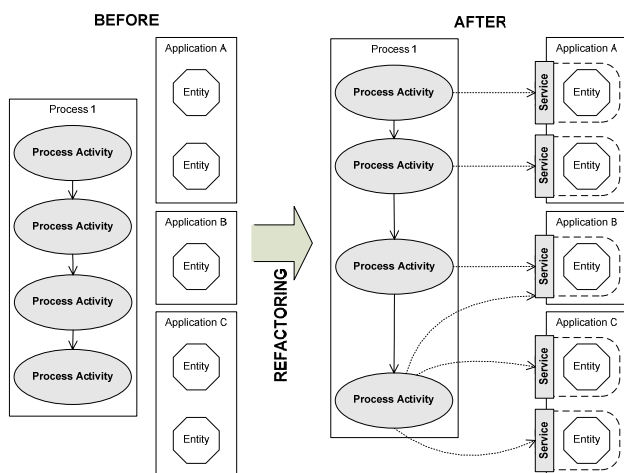 BEFORE
Application A
Entity
Entity
Process 1
Process Activity
Process Activity
Process Activity
Process Activity
Application B
Entity
Application C
Entity
Entity
REFACTORING
AFTER
Process 1
Process Activity
Process Activity
Process Activity
Process Activity
Application A
Service
Entity
Service
Entity
Application B
Service
Entity
Application C
Service
Entity
Service
Entity